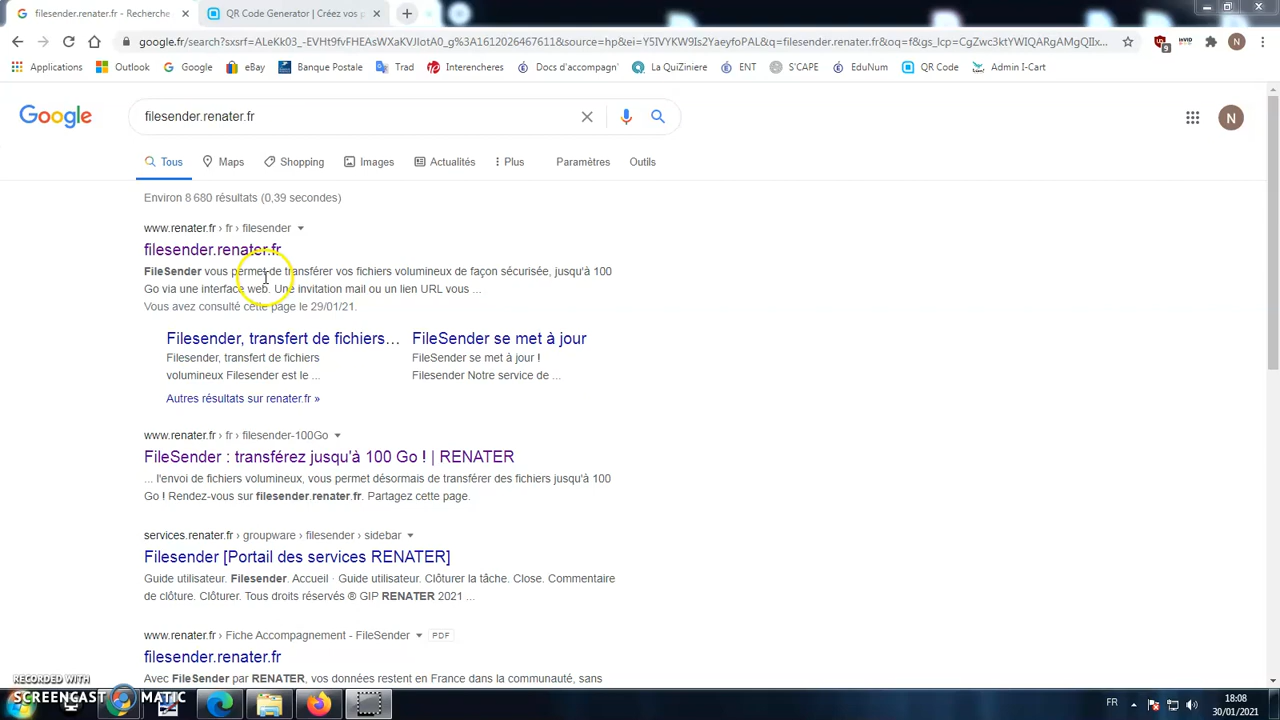 filesender.renater.fr - Recherche
QR Code Generator | Créez vos p
google.fr/search?sxsrf=ALeKk03_-EVHt9fvFHEAsWXaKVJIotA0_g%3A1612026467611&source=hp&ei=Y5IVYKW9Is2YaeyfoPAL&q=filesender.renater.fr&oq=f&gs_lcp=CgZwc3ktYWIQARgAMgQIIx...
9
N
Applications
Outlook
Google
eBay
Banque Postale
Trad
Interencheres
Docs d'accompagn'
La QuiZiniere
ENT
S'CAPE
EduNum
QR Code
Admin I-Cart
Google
filesender.renater.fr
N
Tous
Maps
Shopping
Images
Actualités
Plus
Paramètres
Outils
Environ 8 680 résultats (0,39 secondes)
www.renater.fr › fr › filesender
filesender.renater.fr
FileSender vous permet de transférer vos fichiers volumineux de façon sécurisée, jusqu'à 100
Go via une interface web. Une invitation mail ou un lien URL vous ...
Vous avez consulté cette page le 29/01/21.
Filesender, transfert de fichiers...
FileSender se met à jour
Filesender, transfert de fichiers
volumineux Filesender est le ...
FileSender se met à jour !
Filesender Notre service de ...
Autres résultats sur renater.fr »
www.renater.fr › fr › filesender-100Go
FileSender : transférez jusqu'à 100 Go ! | RENATER
... l'envoi de fichiers volumineux, vous permet désormais de transférer des fichiers jusqu'à 100
Go ! Rendez-vous sur filesender.renater.fr. Partagez cette page.
services.renater.fr › groupware › filesender › sidebar
Filesender [Portail des services RENATER]
Guide utilisateur. Filesender. Accueil · Guide utilisateur. Clôturer la tâche. Close. Commentaire
de clôture. Clôturer. Tous droits réservés ® GIP RENATER 2021 ...
www.renater.fr › Fiche Accompagnement - FileSender
PDF
filesender.renater.fr
Avec FileSender par RENATER, vos données restent en France dans la communauté, sans
RECORDED WITH
SCREENCAST MATIC
FR
18:08
30/01/2021